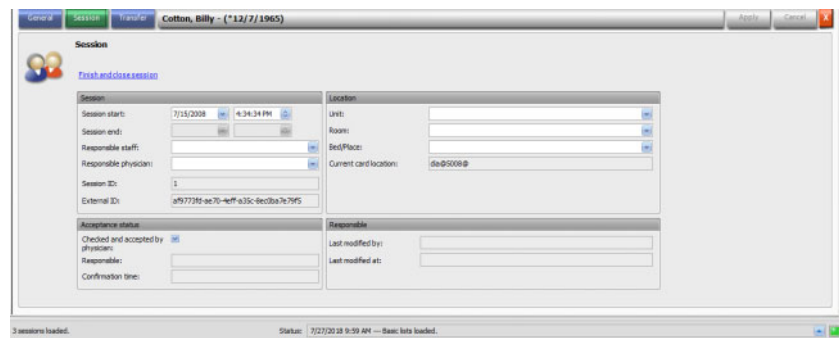 General Session Transfer Cotton, Billy - (*12/7/1965) Apply Cancel X
Session
Finish and close session
Session
Session start: 7/15/2008 4:34:34 PM
Session end:
Responsible staff:
Responsible physician:
Session ID: 1
External ID: af9773fd-ae70-4eff-a35c-8ec0ba7e79f5
Location
Unit:
Room:
Bed/Place:
Current card location: dia@5008@
Acceptance status
Checked and accepted by
physician:
Responsible:
Confirmation time:
Responsible
Last modified by:
Last modified at:
3 sessions loaded. Status: 7/27/2018 9:59 AM --- Basic lists loaded.